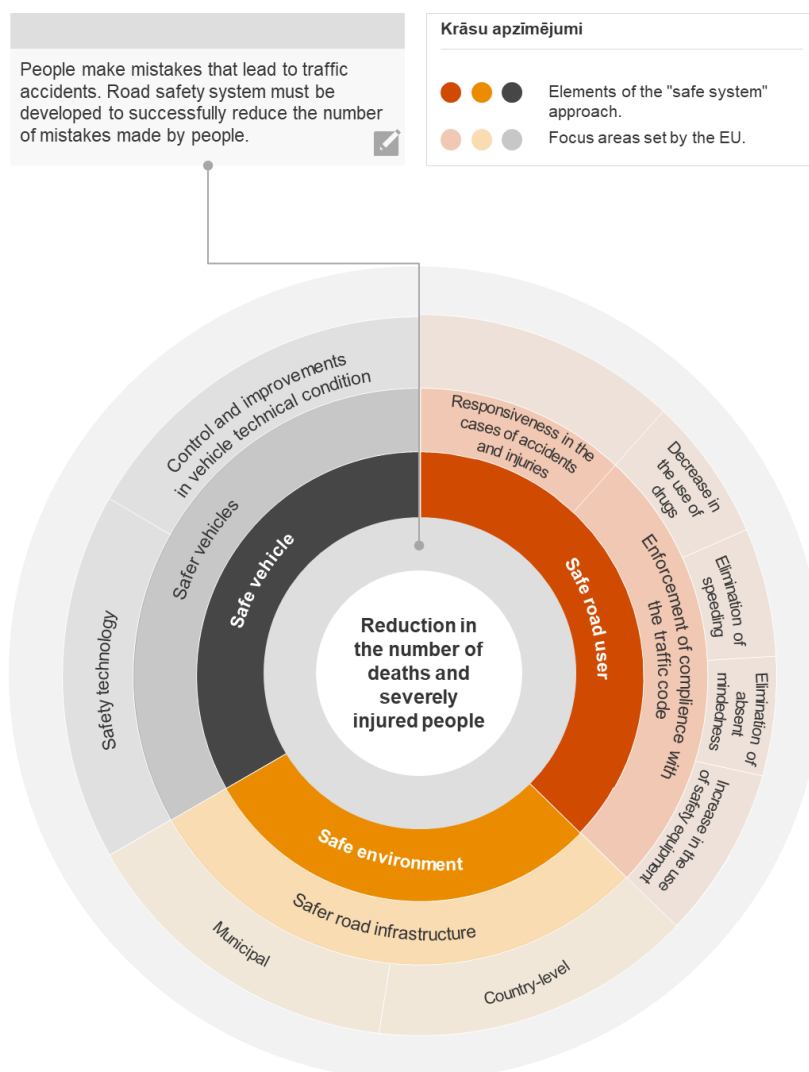 People make mistakes that lead to traffic
accidents. Road safety system must be
developed to successfully reduce the number
of mistakes made by people.
Krāsu apzīmējumi
Elements of the "safe system"
approach.
Focus areas set by the EU.
Control and improvements
in vehicle technical condition
Safety technology
Safer vehicles
Safe vehicle
Responsiveness in the
cases of accidents
and injuries
Decrease in
the use of
drugs
Elimination of
speeding
Elimination of
absent
mindedness
Increase in the use
of safety equipment
Enforcement of complience with
the traffic code
Safe road user
Reduction in
the number of
deaths and
severely
injured people
Safe environment
Safer road infrastructure
Municipal
Country-level